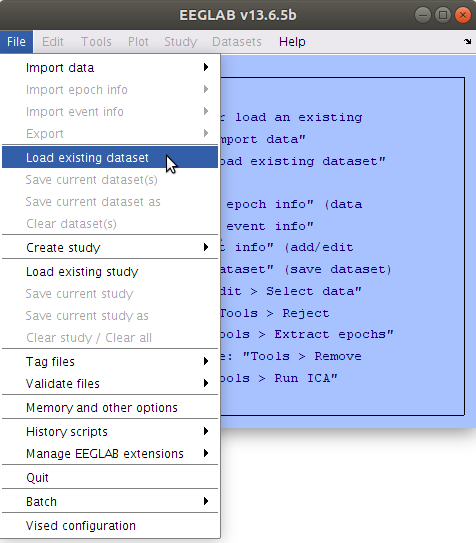 EEGLAB v13.6.5b
File Edit Tools Plot Study Datasets Help
Import data
Import epoch info
Import event info
Export
Load existing dataset
Save current dataset(s)
Save current dataset as
Clear dataset(s)
Create study
Load existing study
Save current study
Save current study as
Clear study / Clear all
Tag files
Validate files
Memory and other options
History scripts
Manage EEGLAB extensions
Quit
Batch
Vised configuration
load an existing
mport data"
ad existing dataset"
epoch info" (data
event info"
info" (add/edit
ataset" (save dataset)
dit > Select data"
Tools > Reject
ools > Extract epochs"
e: "Tools > Remove
ools > Run ICA"